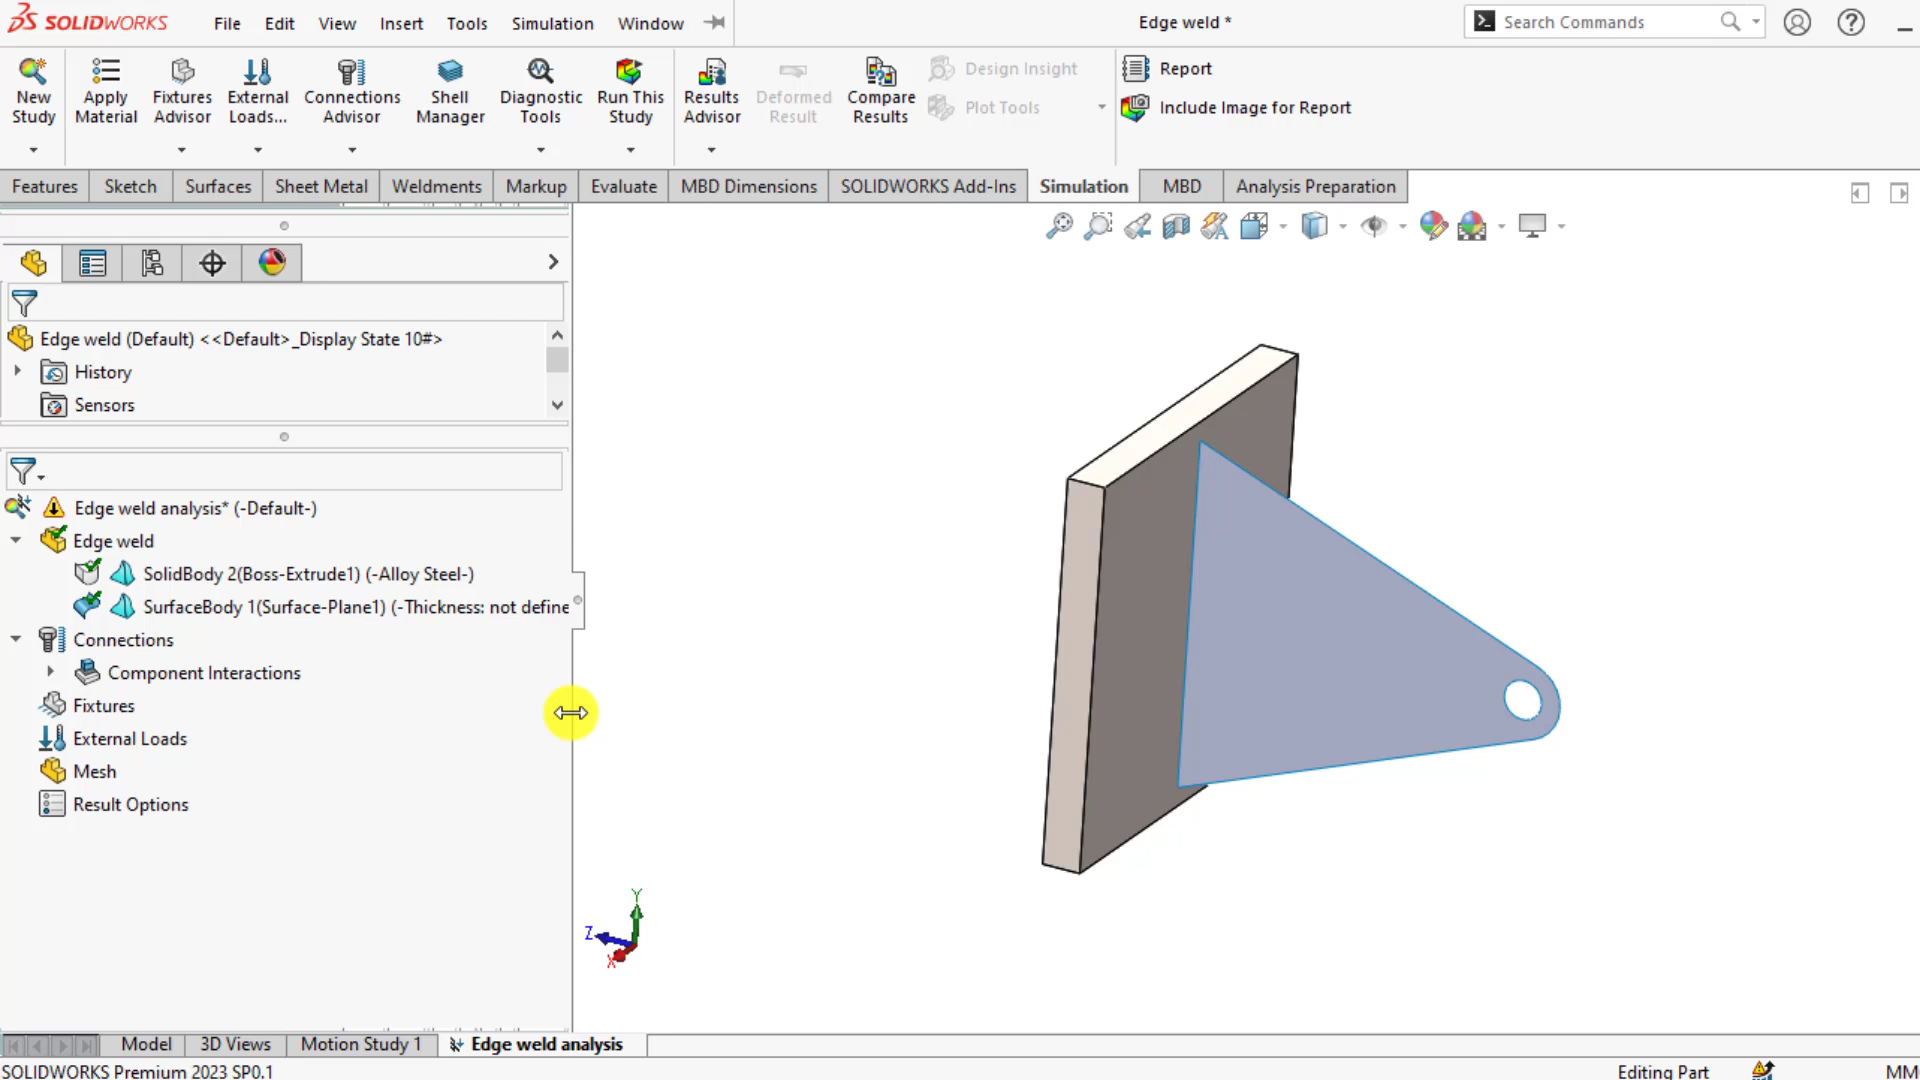 SOLIDWORKS
File Edit View Insert Tools Simulation Window
Edge weld *
Search Commands
New Study
Apply Material
Fixtures Advisor
External Loads...
Connections Advisor
Shell Manager
Diagnostic Tools
Run This Study
Results Advisor
Deformed Result
Compare Results
Design Insight
Plot Tools
Report
Include Image for Report
Features Sketch Surfaces Sheet Metal Weldments Markup Evaluate MBD Dimensions SOLIDWORKS Add-Ins Simulation MBD Analysis Preparation
Edge weld (Default) <<Default>_Display State 10#>
History
Sensors
Edge weld analysis* (-Default-)
Edge weld
SolidBody 2(Boss-Extrude1) (-Alloy Steel-)
SurfaceBody 1(Surface-Plane1) (-Thickness: not define
Connections
Component Interactions
Fixtures
External Loads
Mesh
Result Options
Y
Z
X
Model 3D Views Motion Study 1 Edge weld analysis
SOLIDWORKS Premium 2023 SP0.1
Editing Part
MM